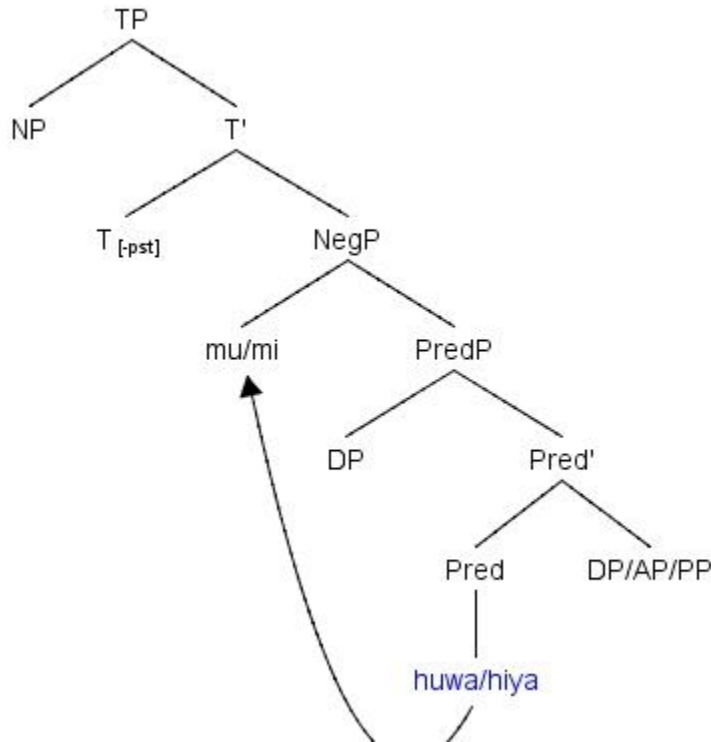 TP
NP T'
T [-pst] NegP
mu/mi PredP
DP Pred'
Pred DP/AP/PP
huwa/hiya